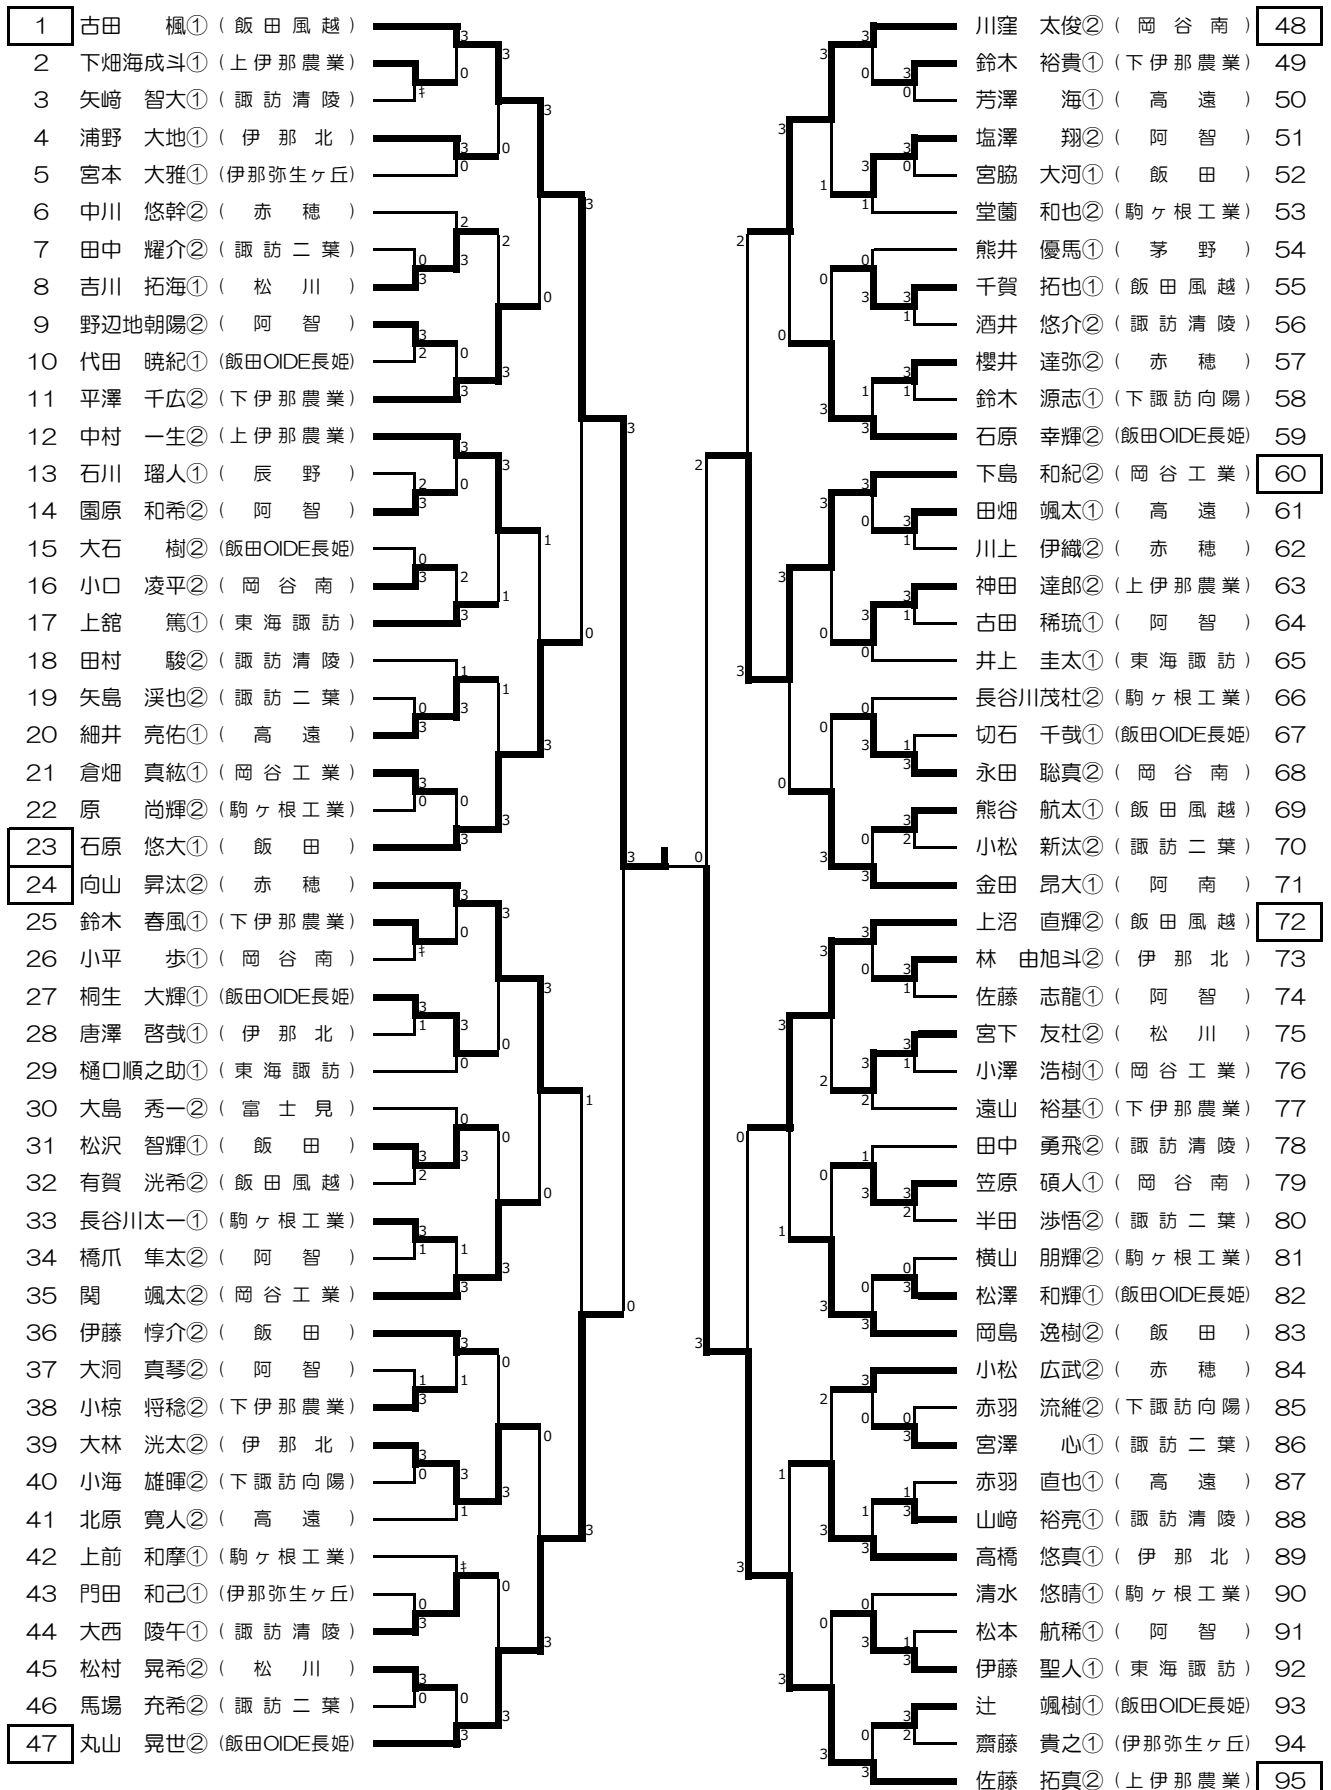 1 古田 楓① ( 飯田風越 )
2 下畑海成斗① (上伊那農業)
3 矢﨑 智大① ( 諏訪清陵 )
4 浦野 大地① ( 伊那北 )
5 宮本 大雅① (伊那弥生ヶ丘)
6 中川 悠幹② ( 赤穂 )
7 田中 耀介② ( 諏訪二葉 )
8 吉川 拓海① ( 松川 )
9 野辺地朝陽② ( 阿智 )
10 代田 暁紀① (飯田OIDE長姫)
11 平澤 千広② (下伊那農業)
12 中村 一生② (上伊那農業)
13 石川 瑠人① ( 辰野 )
14 園原 和希② ( 阿智 )
15 大石 樹② (飯田OIDE長姫)
16 小口 凌平② ( 岡谷南 )
17 上舘 篤① ( 東海諏訪 )
18 田村 駿② ( 諏訪清陵 )
19 矢島 渓也② ( 諏訪二葉 )
20 細井 亮佑① ( 高遠 )
21 倉畑 真紘① ( 岡谷工業 )
22 原 尚輝② (駒ヶ根工業)
23 石原 悠大① ( 飯田 )
24 向山 昇汰② ( 赤穂 )
25 鈴木 春風① (下伊那農業)
26 小平 歩① ( 岡谷南 )
27 桐生 大輝① (飯田OIDE長姫)
28 唐澤 啓哉① ( 伊那北 )
29 樋口順之助① ( 東海諏訪 )
30 大島 秀一② ( 富士見 )
31 松沢 智輝① ( 飯田 )
32 有賀 洸希② ( 飯田風越 )
33 長谷川太一① (駒ヶ根工業)
34 橋爪 隼太② ( 阿智 )
35 関 颯太② ( 岡谷工業 )
36 伊藤 惇介② ( 飯田 )
37 大洞 真琴② ( 阿智 )
38 小椋 将稔② (下伊那農業)
39 大林 洸太② ( 伊那北 )
40 小海 雄暉② (下諏訪向陽)
41 北原 寛人② ( 高遠 )
42 上前 和摩① (駒ヶ根工業)
43 門田 和己① (伊那弥生ヶ丘)
44 大西 陵午① ( 諏訪清陵 )
45 松村 晃希② ( 松川 )
46 馬場 充希② ( 諏訪二葉 )
47 丸山 晃世② (飯田OIDE長姫)
川窪 太俊② ( 岡谷南 ) 48
鈴木 裕貴① (下伊那農業) 49
芳澤 海① ( 高遠 ) 50
塩澤 翔② ( 阿智 ) 51
宮脇 大河① ( 飯田 ) 52
堂薗 和也② (駒ヶ根工業) 53
熊井 優馬① ( 茅野 ) 54
千賀 拓也① ( 飯田風越 ) 55
酒井 悠介② ( 諏訪清陵 ) 56
櫻井 達弥② ( 赤穂 ) 57
鈴木 源志① (下諏訪向陽) 58
石原 幸輝② (飯田OIDE長姫) 59
下島 和紀② ( 岡谷工業 ) 60
田畑 颯太① ( 高遠 ) 61
川上 伊織② ( 赤穂 ) 62
神田 達郎② (上伊那農業) 63
古田 稀琉① ( 阿智 ) 64
井上 圭太① ( 東海諏訪 ) 65
長谷川茂杜② (駒ヶ根工業) 66
切石 千哉① (飯田OIDE長姫) 67
永田 聡真② ( 岡谷南 ) 68
熊谷 航太① ( 飯田風越 ) 69
小松 新汰② ( 諏訪二葉 ) 70
金田 昂大① ( 阿南 ) 71
上沼 直輝② ( 飯田風越 ) 72
林 由旭斗② ( 伊那北 ) 73
佐藤 志龍① ( 阿智 ) 74
宮下 友杜② ( 松川 ) 75
小澤 浩樹① ( 岡谷工業 ) 76
遠山 裕基① (下伊那農業) 77
田中 勇飛② ( 諏訪清陵 ) 78
笠原 碩人① ( 岡谷南 ) 79
半田 渉悟② ( 諏訪二葉 ) 80
横山 朋輝② (駒ヶ根工業) 81
松澤 和輝① (飯田OIDE長姫) 82
岡島 逸樹② ( 飯田 ) 83
小松 広武② ( 赤穂 ) 84
赤羽 流維② (下諏訪向陽) 85
宮澤 心① ( 諏訪二葉 ) 86
赤羽 直也① ( 高遠 ) 87
山﨑 裕亮① ( 諏訪清陵 ) 88
高橋 悠真① ( 伊那北 ) 89
清水 悠晴① (駒ヶ根工業) 90
松本 航稀① ( 阿智 ) 91
伊藤 聖人① ( 東海諏訪 ) 92
辻 颯樹① (飯田OIDE長姫) 93
齋藤 貴之① (伊那弥生ヶ丘) 94
佐藤 拓真② (上伊那農業) 95